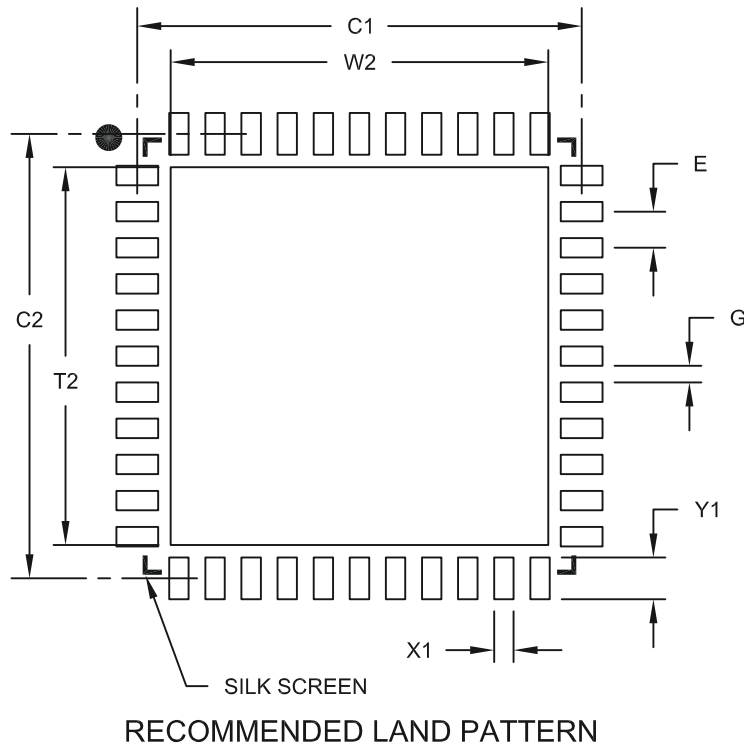 C1
W2
E
C2
G
T2
Y1
X1
SILK SCREEN
RECOMMENDED LAND PATTERN